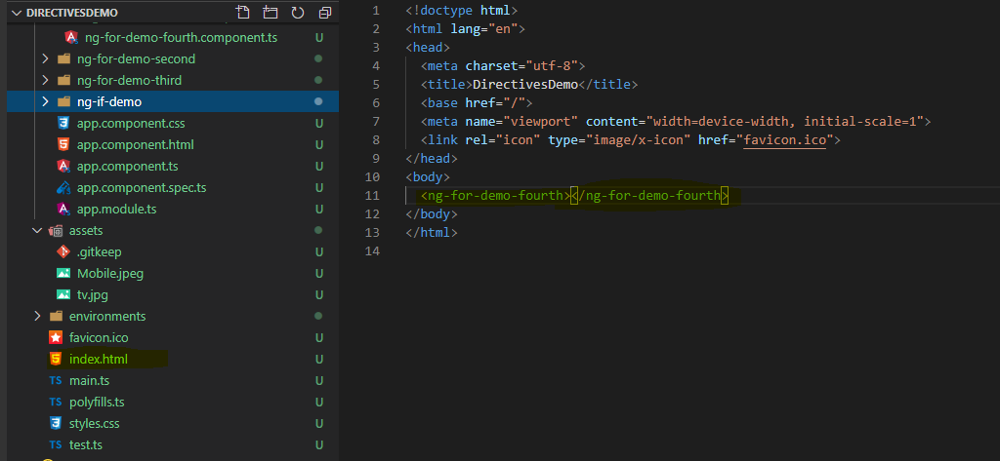 DIRECTIVESDEMO
ng-for-demo-fourth.component.ts U
ng-for-demo-second
ng-for-demo-third
ng-if-demo
app.component.css U
app.component.html U
app.component.ts U
app.component.spec.ts U
app.module.ts U
assets
.gitkeep U
Mobile.jpeg U
tv.jpg U
environments
favicon.ico U
index.html U
TS main.ts U
TS polyfills.ts U
styles.css U
TS test.ts U
1 <!doctype html>
2 <html lang="en">
3 <head>
4 <meta charset="utf-8">
5 <title>DirectivesDemo</title>
6 <base href="/">
7 <meta name="viewport" content="width=device-width, initial-scale=1">
8 <link rel="icon" type="image/x-icon" href="favicon.ico">
9 </head>
10 <body>
11 <ng-for-demo-fourth></ng-for-demo-fourth>
12 </body>
13 </html>
14